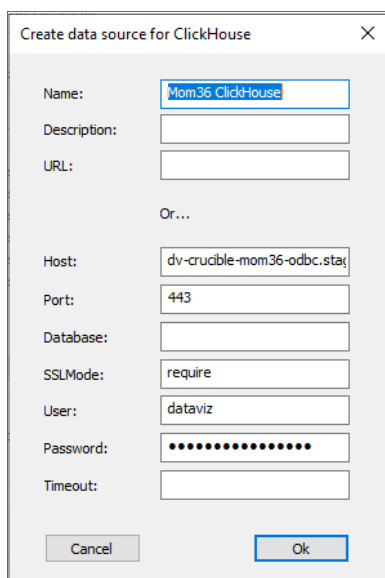 Create data source for ClickHouse
Name: Mom36 ClickHouse
Description:
URL:
Or...
Host: dv-crucible-mom36-odbc.stag
Port: 443
Database:
SSLMode: require
User: dataviz
Password: ●●●●●●●●●●●●●●●●
Timeout:
Cancel Ok